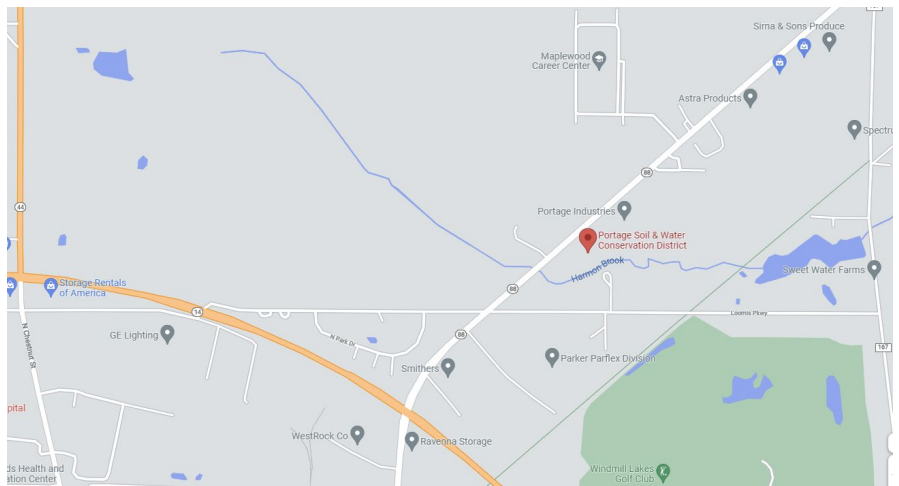 Sirna & Sons Produce
Maplewood
Career Center
Astra Products
Spectru
88
44
Portage Industries
Portage Soil & Water
Conservation District
Harmon Brook
Sweet Water Farms
Storage Rentals
of America
88
14
Loomis Pkwy
N Chestnut St
GE Lighting
N Park Dr
88
167
Smithers
Parker Parflex Division
pital
WestRock Co
Ravenna Storage
ds Health and
ation Center
Windmill Lakes
Golf Club